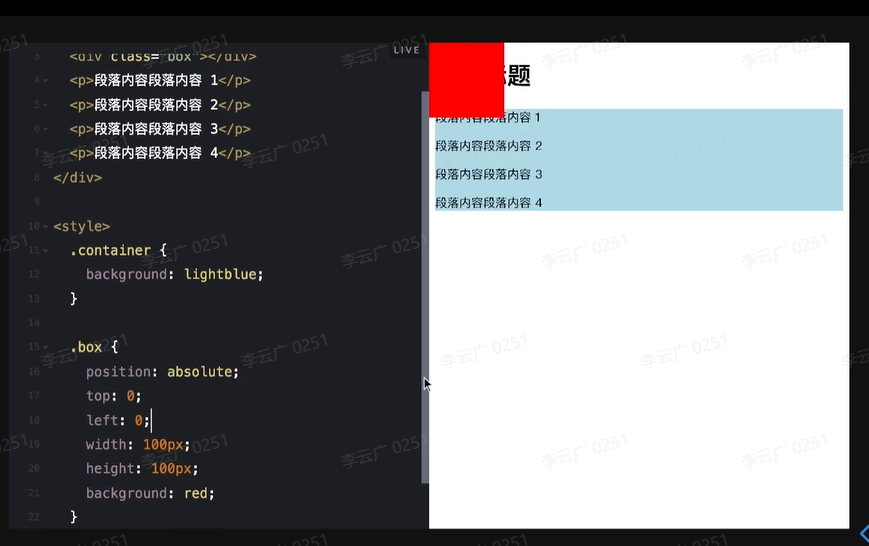 LIVE
3 <div class="box"></div>
4 <p>段落内容段落内容 1</p>
5 <p>段落内容段落内容 2</p>
6 <p>段落内容段落内容 3</p>
7 <p>段落内容段落内容 4</p>
8 </div>
9
10 <style>
11 .container {
12 background: lightblue;
13 }
14
15 .box {
16 position: absolute;
17 top: 0;
18 left: 0;
19 width: 100px;
20 height: 100px;
21 background: red;
22 }
题
段落内容段落内容 1
段落内容段落内容 2
段落内容段落内容 3
段落内容段落内容 4
李云广 0251